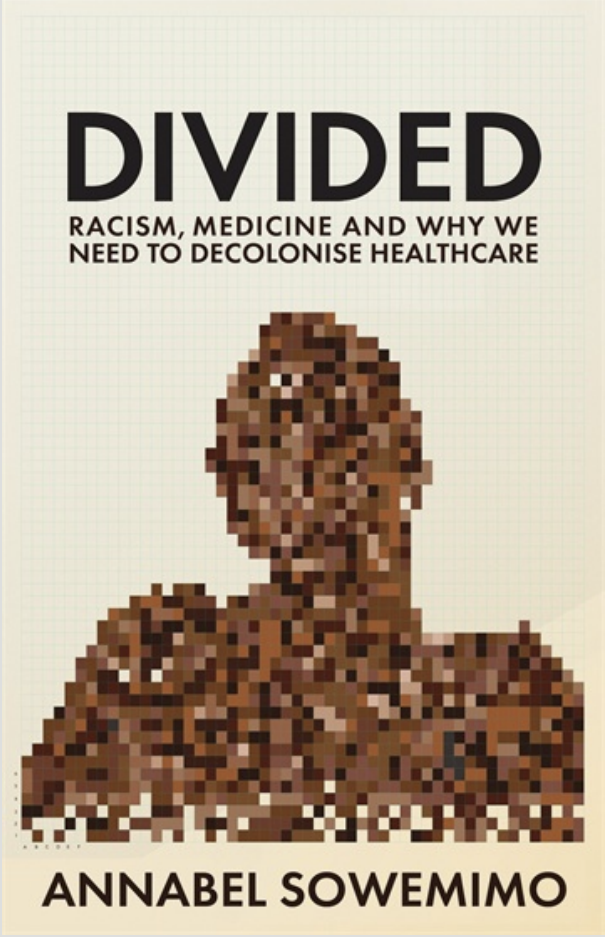 DIVIDED
RACISM, MEDICINE AND WHY WE
NEED TO DECOLONISE HEALTHCARE
A B C D E F
ANNABEL SOWEMIMO